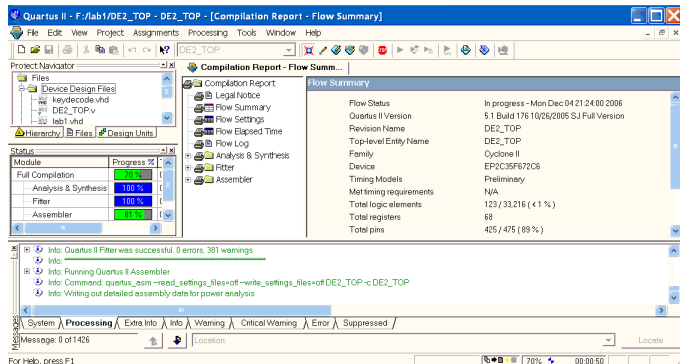 Quartus II - F:/lab1/DE2_TOP - DE2_TOP - [Compilation Report - Flow Summary]
File Edit View Project Assignments Processing Tools Window Help
DE2_TOP
Project Navigator
Files
Device Design Files
keydecode.vhd
DE2_TOP.v
lab1.vhd
Hierarchy Files Design Units
Status
Module Progress %
Full Compilation 70 %
Analysis & Synthesis 100 %
Fitter 100 %
Assembler 81 %
Compilation Report - Flow Summ...
Compilation Report
Legal Notice
Flow Summary
Flow Settings
Flow Elapsed Time
Flow Log
Analysis & Synthesis
Fitter
Assembler
Flow Summary
Flow Status In progress - Mon Dec 04 21:24:00 2006
Quartus II Version 5.1 Build 176 10/26/2005 SJ Full Version
Revision Name DE2_TOP
Top-level Entity Name DE2_TOP
Family Cyclone II
Device EP2C35F672C6
Timing Models Preliminary
Met timing requirements N/A
Total logic elements 123 / 33,216 ( < 1 % )
Total registers 68
Total pins 425 / 475 ( 89 % )
Info: Quartus II Fitter was successful. 0 errors, 381 warnings
Info: ************************************************
Info: Running Quartus II Assembler
Info: Command: quartus_asm --read_settings_files=off --write_settings_files=off DE2_TOP -c DE2_TOP
Info: Writing out detailed assembly data for power analysis
System Processing Extra Info Info Warning Critical Warning Error Suppressed
Messages
Message: 0 of 1426
Location:
Locate
For Help, press F1
70% 00:00:50